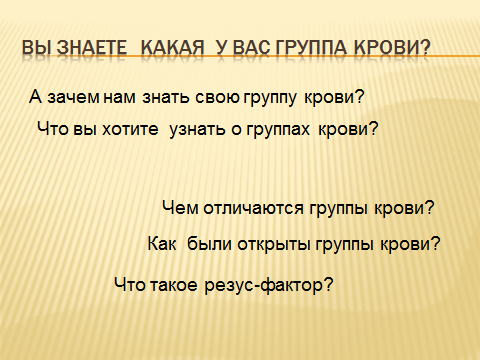 ВЫ ЗНАЕТЕ КАКАЯ У ВАС ГРУППА КРОВИ?
А зачем нам знать свою группу крови?
Что вы хотите узнать о группах крови?
Чем отличаются группы крови?
Как были открыты группы крови?
Что такое резус-фактор?